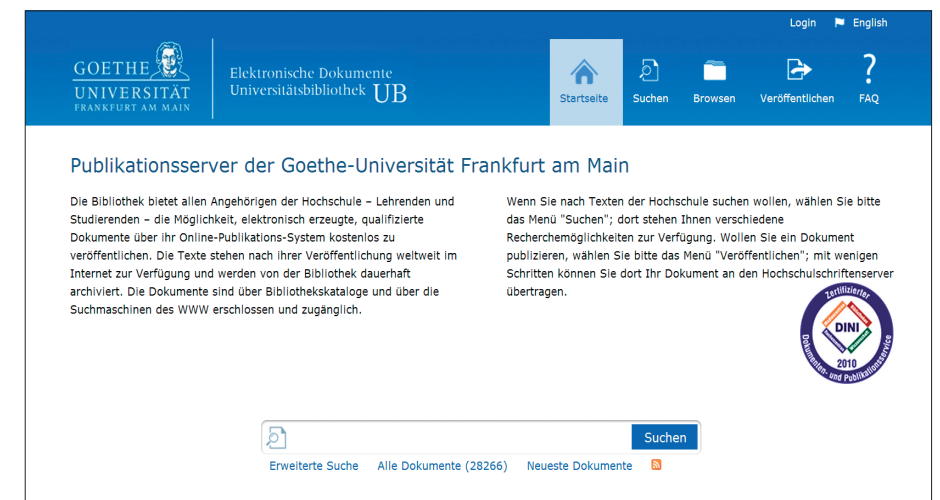 Login English
GOETHE
UNIVERSITÄT
FRANKFURT AM MAIN
Elektronische Dokumente
Universitätsbibliothek UB
Startseite Suchen Browsen Veröffentlichen FAQ
Publikationsserver der Goethe-Universität Frankfurt am Main
Die Bibliothek bietet allen Angehörigen der Hochschule – Lehrenden und
Studierenden – die Möglichkeit, elektronisch erzeugte, qualifizierte
Dokumente über ihr Online-Publikations-System kostenlos zu
veröffentlichen. Die Texte stehen nach ihrer Veröffentlichung weltweit im
Internet zur Verfügung und werden von der Bibliothek dauerhaft
archiviert. Die Dokumente sind über Bibliothekskataloge und über die
Suchmaschinen des WWW erschlossen und zugänglich.
Wenn Sie nach Texten der Hochschule suchen wollen, wählen Sie bitte
das Menü "Suchen"; dort stehen Ihnen verschiedene
Recherchemöglichkeiten zur Verfügung. Wollen Sie ein Dokument
publizieren, wählen Sie bitte das Menü "Veröffentlichen"; mit wenigen
Schritten können Sie dort Ihr Dokument an den Hochschulschriftenserver
übertragen.
Zertifizierter
DINI
2010
Dokumenten- und Publikationsservice
Suchen
Erweiterte Suche Alle Dokumente (28266) Neueste Dokumente